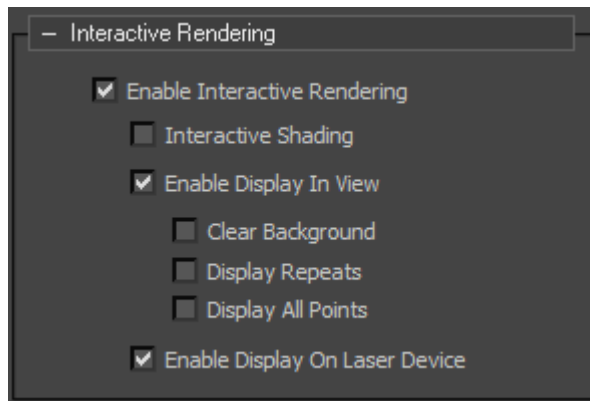 − Interactive Rendering
Enable Interactive Rendering
Interactive Shading
Enable Display In View
Clear Background
Display Repeats
Display All Points
Enable Display On Laser Device